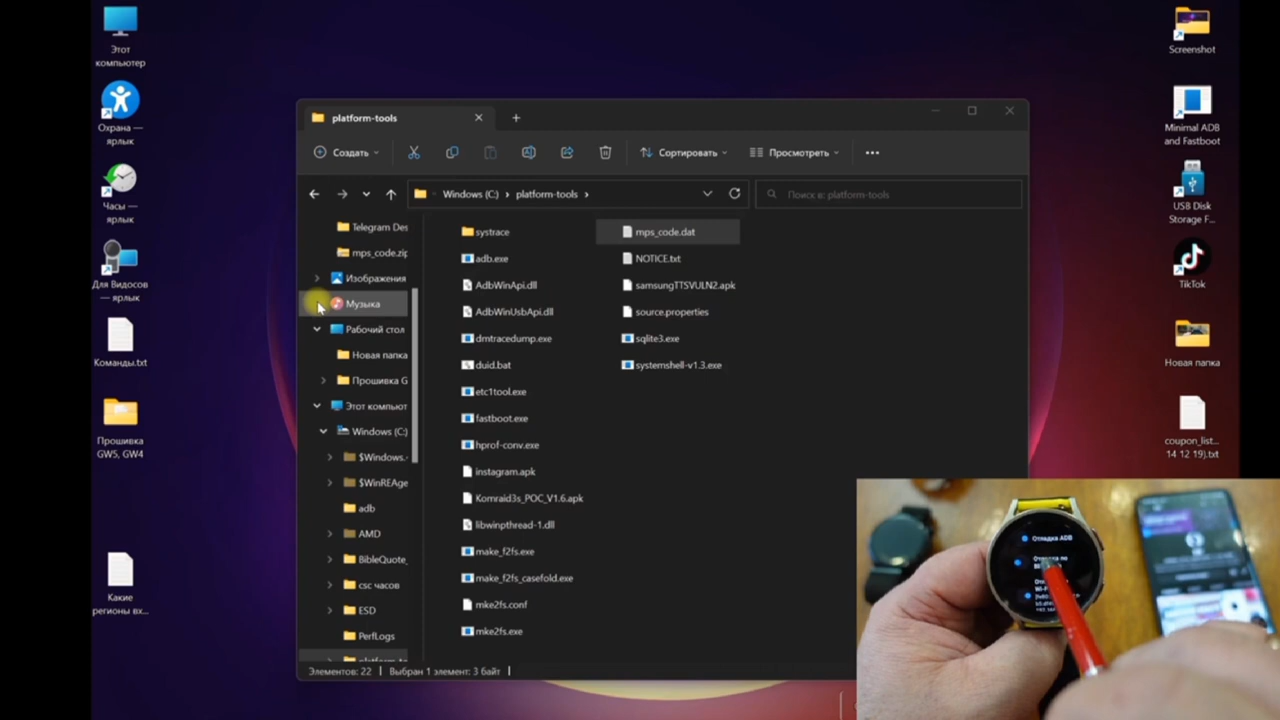 Этот
компьютер
Охрана —
ярлык
Часы —
ярлык
Для Видосов
— ярлык
Команды.txt
Прошивка
GW5, GW4
Какие
регионы вх...
platform-tools
Создать
Сортировать
Просмотреть
Windows (C:)
platform-tools
Поиск в: platform-tools
Telegram Des
mps_code.zip
Изображения
Музыка
Рабочий стол
Новая папка
Прошивка G
Этот компьют
Windows (C:)
$Windows.~
$WinREAge
adb
AMD
BibleQuote_
csc часов
ESD
PerfLogs
systrace
adb.exe
AdbWinApi.dll
AdbWinUsbApi.dll
dmtracedump.exe
duid.bat
etc1tool.exe
fastboot.exe
hprof-conv.exe
instagram.apk
Komraid3s_POC_V1.6.apk
libwinpthread-1.dll
make_f2fs.exe
make_f2fs_casefold.exe
mke2fs.conf
mke2fs.exe
mps_code.dat
NOTICE.txt
samsungTTSVULN2.apk
source.properties
sqlite3.exe
systemshell-v1.3.exe
Элементов: 22
Выбран 1 элемент: 3 байт
Screenshot
Minimal ADB
and Fastboot
USB Disk
Storage F...
TikTok
Новая папка
coupon_list...
14 12 19).txt
Отладка ADB